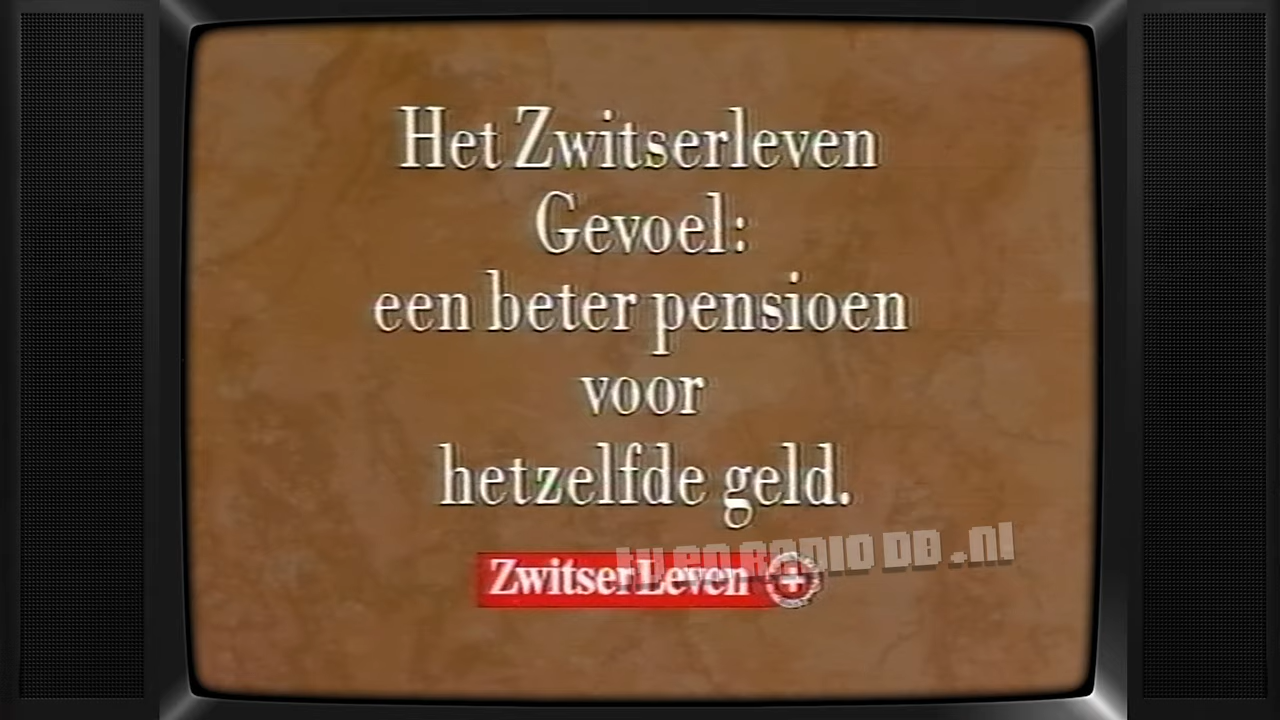 Het Zwitserleven
Gevoel:
een beter pensioen
voor
hetzelfde geld.
ZwitserLeven
tv en RADIO DB .nl